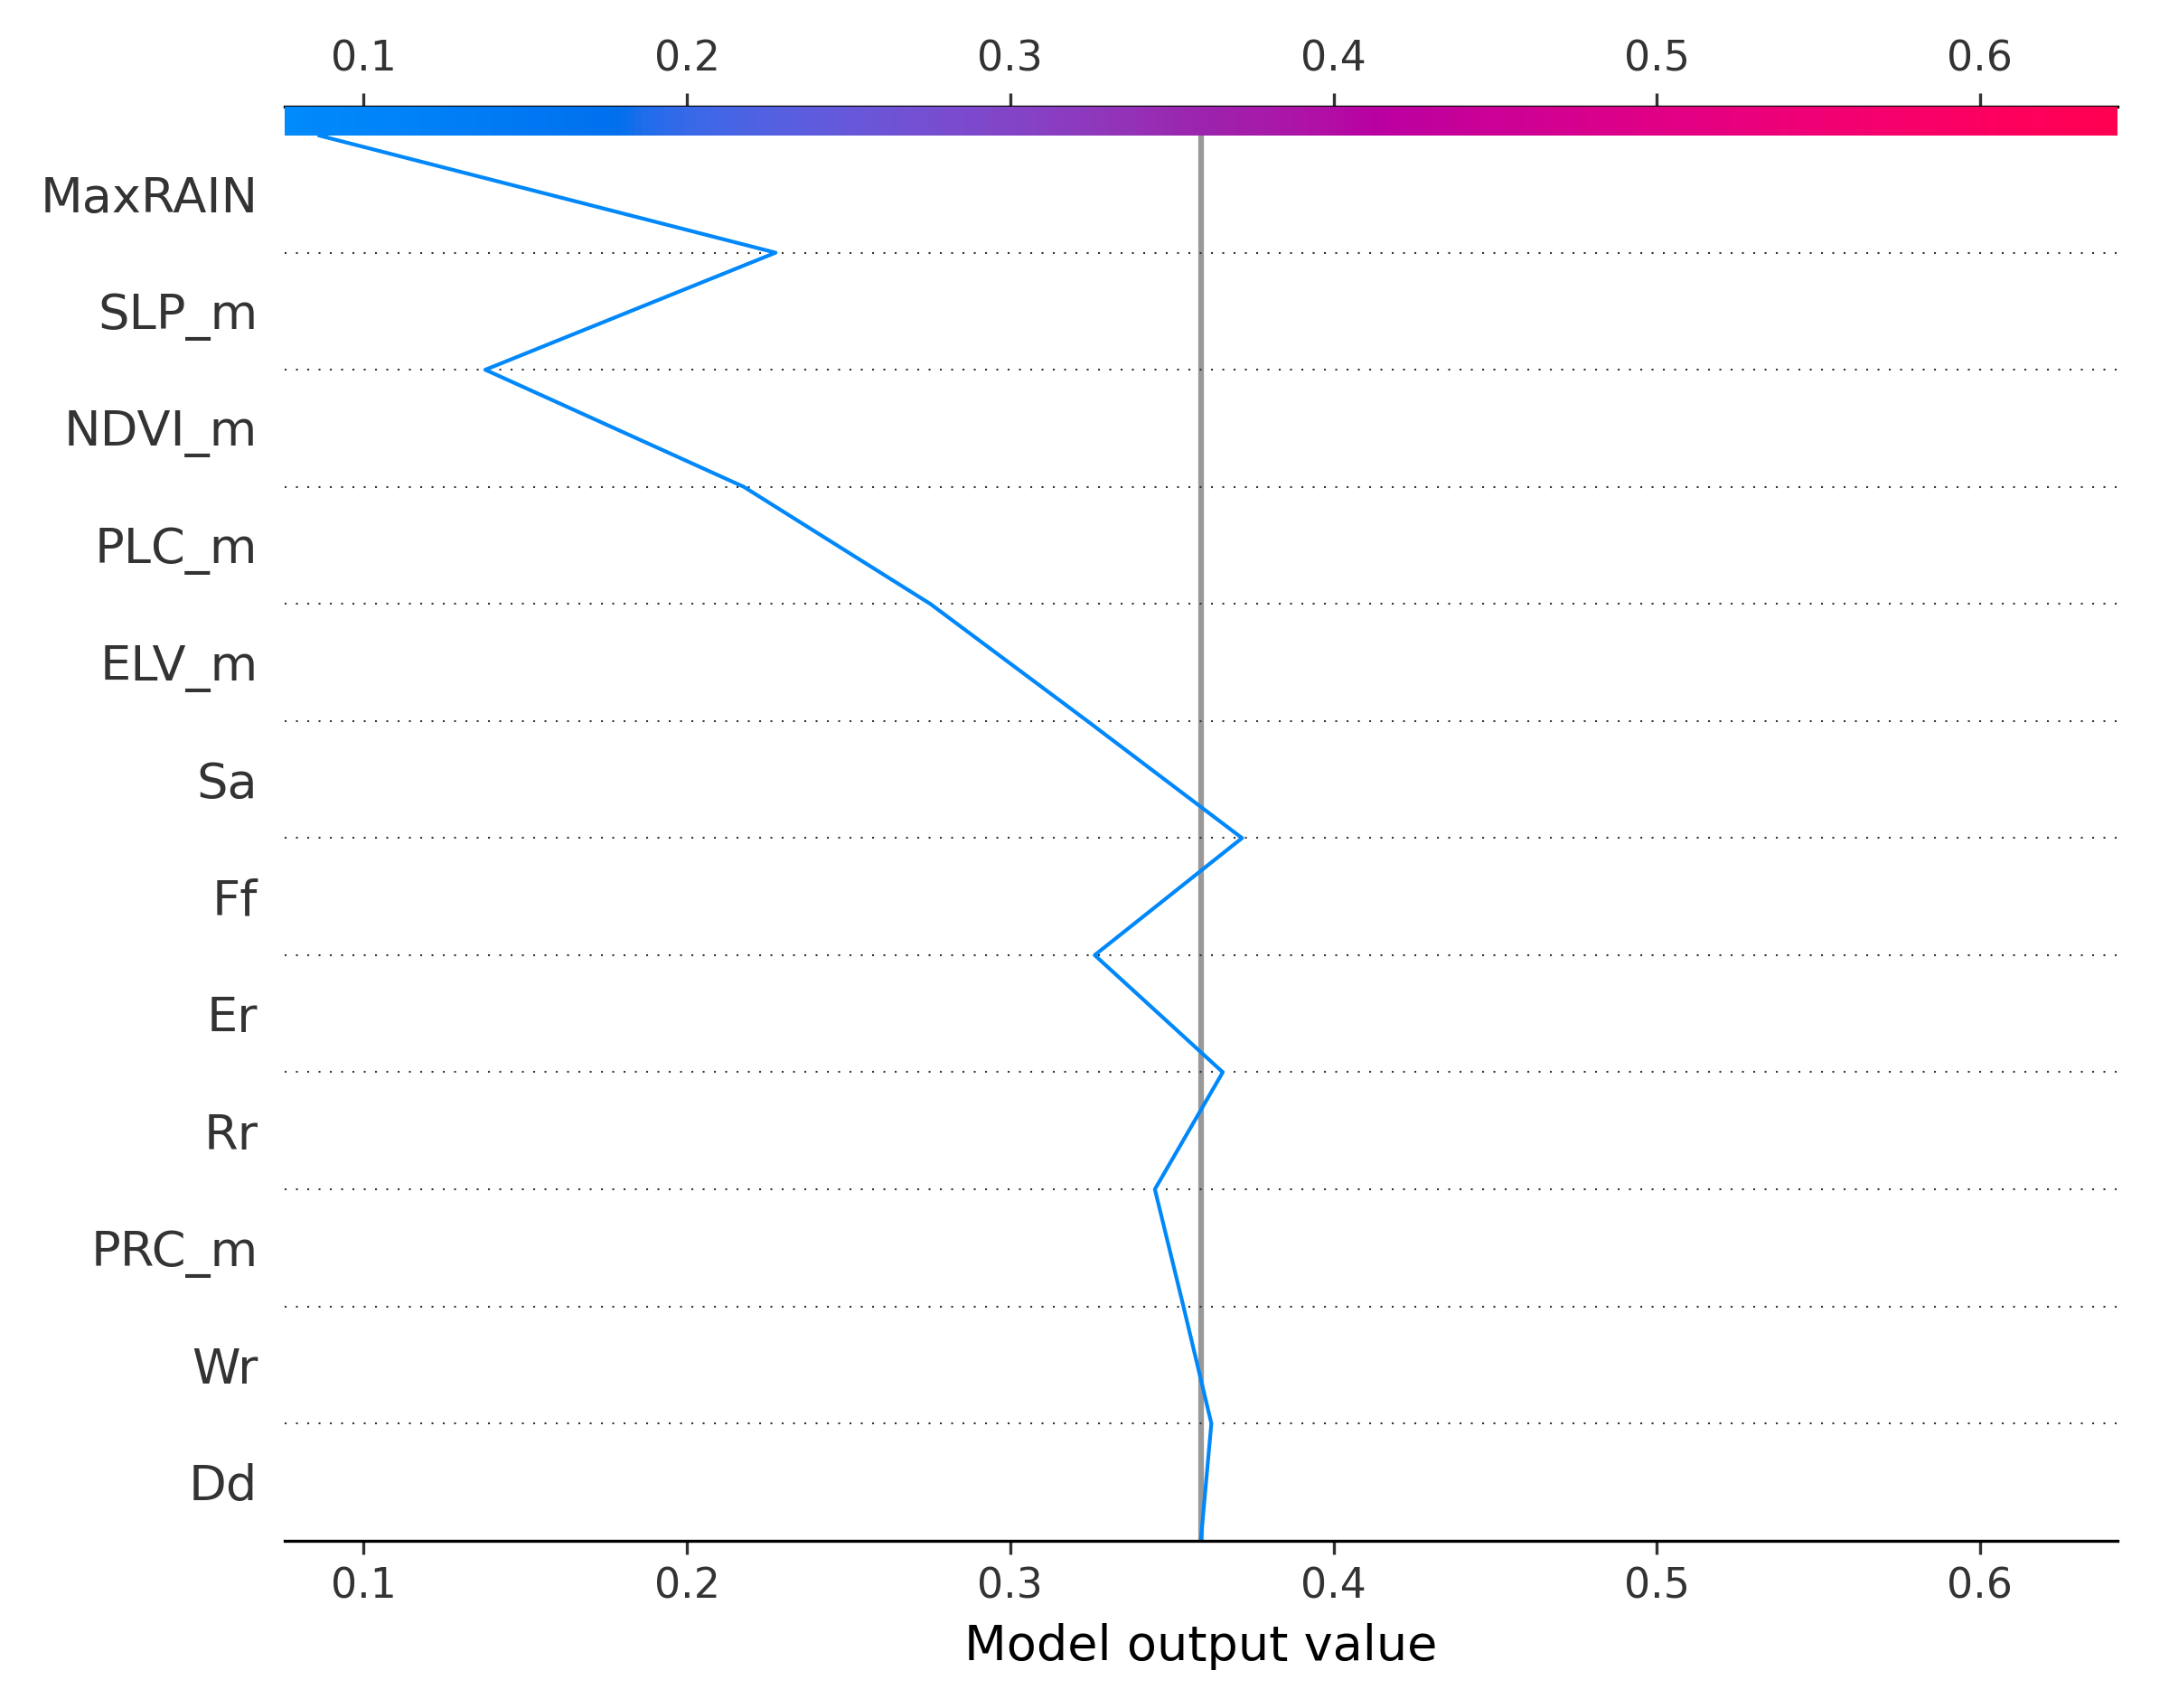 0.1 0.2 0.3 0.4 0.5 0.6
MaxRAIN
SLP_m
NDVI_m
PLC_m
ELV_m
Sa
Ff
Er
Rr
PRC_m
Wr
Dd
0.1 0.2 0.3 0.4 0.5 0.6
Model output value